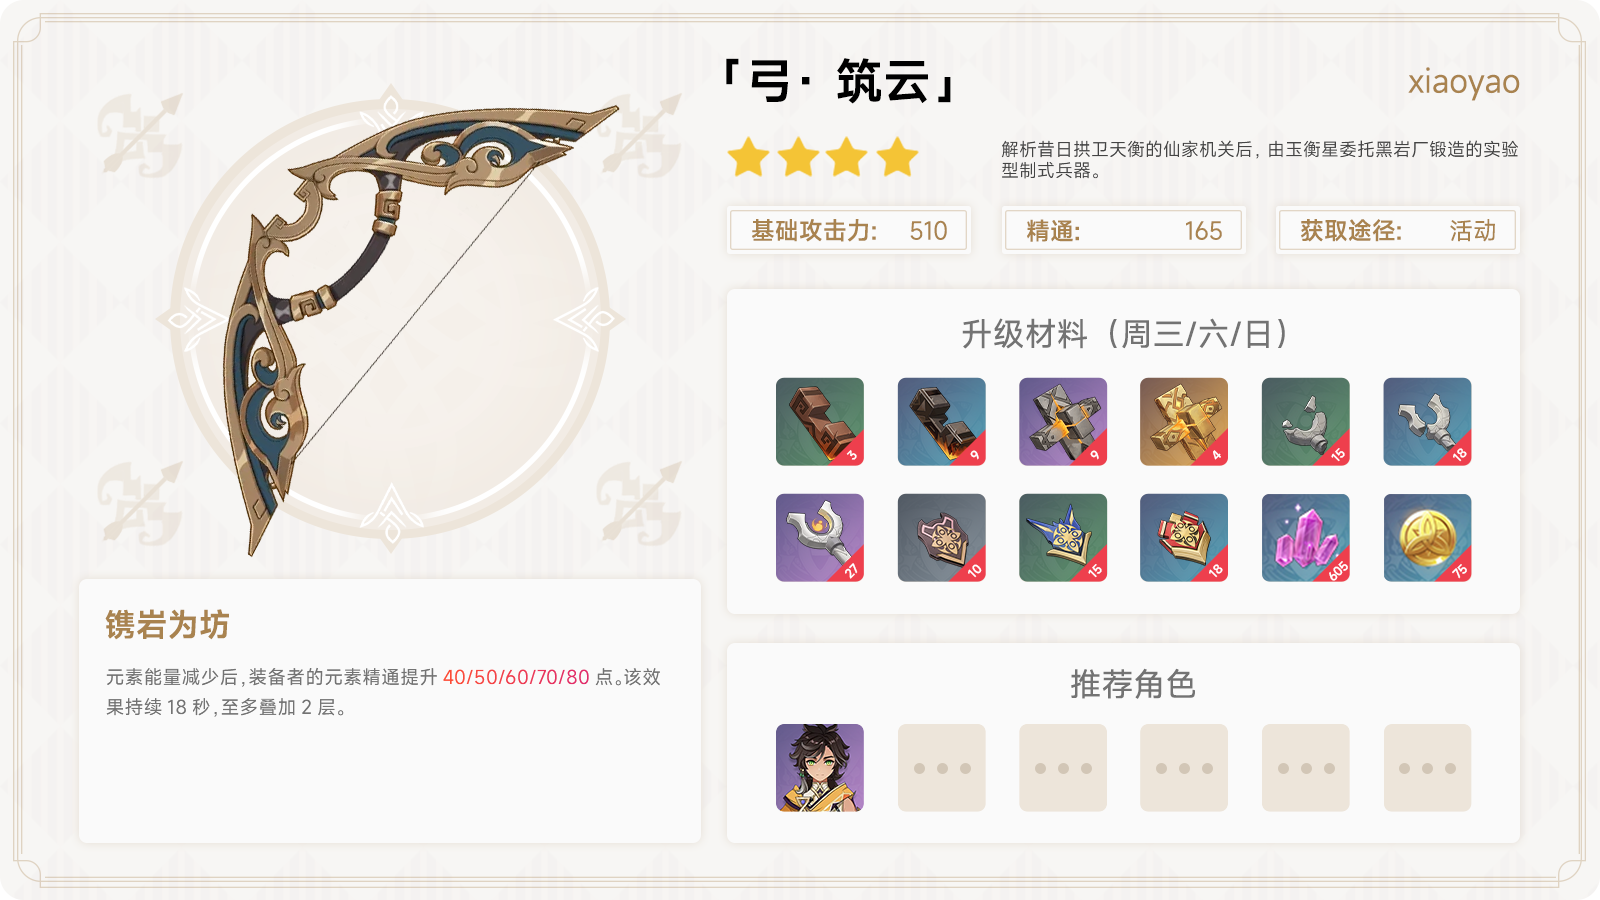 「弓· 筑云」
xiaoyao
解析昔日拱卫天衡的仙家机关后，由玉衡星委托黑岩厂锻造的实验
型制式兵器。
基础攻击力: 510
精通: 165
获取途径: 活动
升级材料（周三/六/日）
3 9 9 4 15 18
27 10 15 18 605 75
镌岩为坊
元素能量减少后,装备者的元素精通提升 40/50/60/70/80 点。该效
果持续 18 秒,至多叠加 2 层。
推荐角色